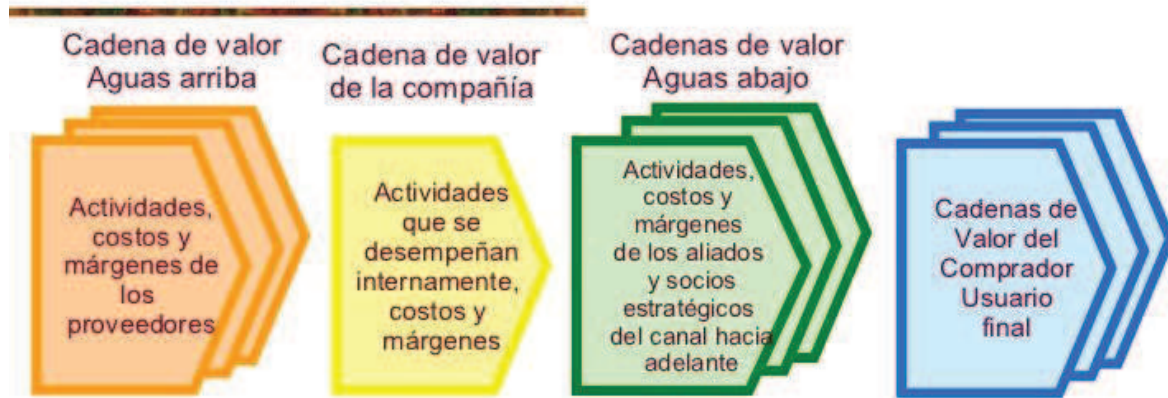 Cadena de valor
Aguas arriba
Cadena de valor
de la compañía
Cadenas de valor
Aguas abajo
Actividades,
costos y
márgenes de
los
proveedores
Actividades
que se
desempeñan
internamente,
costos y
márgenes
Actividades,
costos y
márgenes
de los aliados
y socios
estratégicos
del canal hacia
adelante
Cadenas de
Valor del
Comprador
Usuario
final